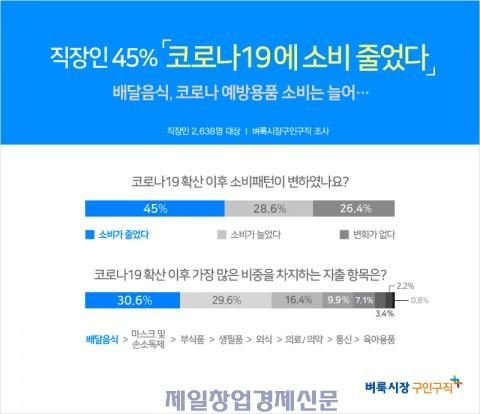 직장인 45% 「코로나19에 소비 줄었다」
배달음식, 코로나 예방용품 소비는 늘어…
직장인 2,638명 대상 l 벼룩시장구인구직 조사
코로나19 확산 이후 소비패턴이 변하였나요?
45% 28.6% 26.4%
소비가 줄었다 소비가 늘었다 변화가 없다
코로나19 확산 이후 가장 많은 비중을 차지하는 지출 항목은?
2.2%
30.6% 29.6% 16.4% 9.9% 7.1% 0.8%
3.4%
배달음식 > 마스크 및 손소독제 > 부식품 > 생필품 > 외식 > 의료/의약 > 통신 > 육아용품
벼룩시장 구인구직
제일창업경제신문